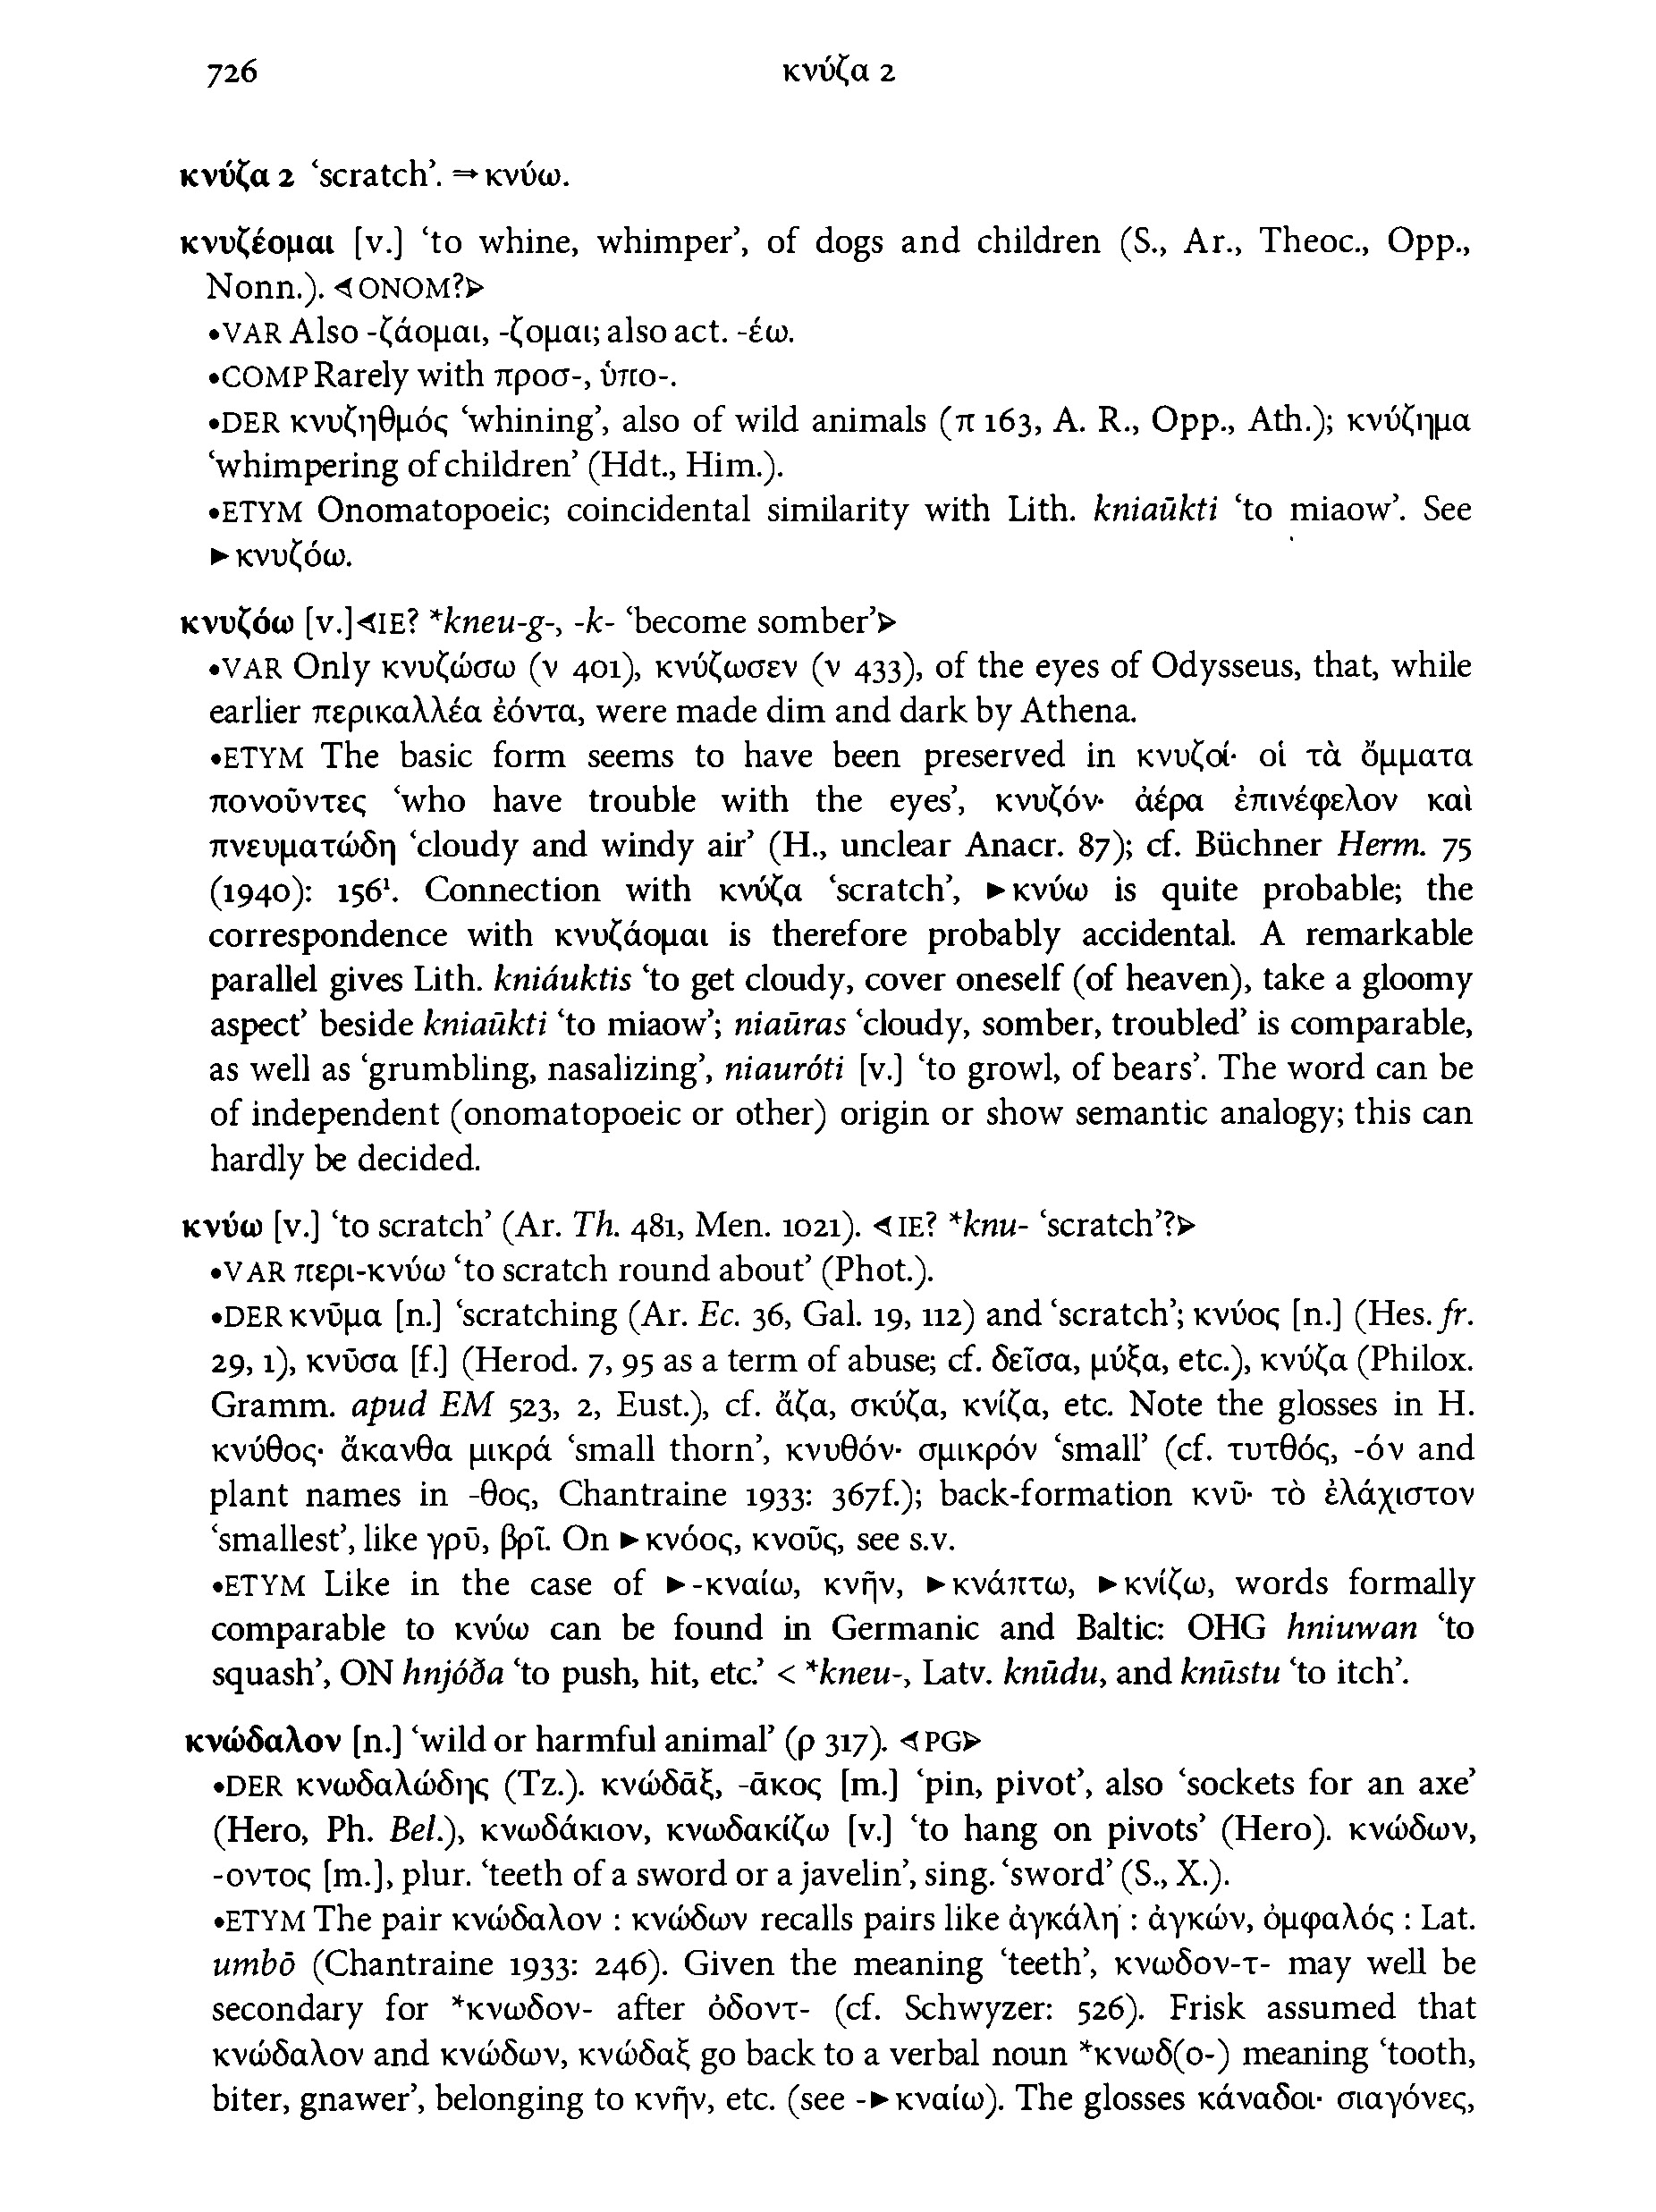 726 κνύζα 2
κνύζα 2 ‘scratch’. ⇒ κνύω.
κνυζέομαι [v.] ‘to whine, whimper’, of dogs and children (S., Ar., Theoc., Opp.,
Nonn.). ⊲ ONOM?⊳
•VAR Also -ζάομαι, -ζομαι; also act. -έω.
•COMP Rarely with προσ-, ὑπο-.
•DER κνυζηθμός ‘whining’, also of wild animals (π 163, A. R., Opp., Ath.); κνύζημα
‘whimpering of children’ (Hdt., Him.).
•ETYM Onomatopoeic; coincidental similarity with Lith. kniaũkti ‘to miaow’. See
►κνυζόω.
κνυζόω [v.]⊲IE? *kneu-g-, -k- ‘become somber’⊳
•VAR Only κνυζώσω (ν 401), κνύζωσεν (ν 433), of the eyes of Odysseus, that, while
earlier περικαλλέα ἐόντα, were made dim and dark by Athena.
•ETYM The basic form seems to have been preserved in κνυζοί· οἱ τὰ ὄμματα
πονοῦντες ‘who have trouble with the eyes’, κνυζόν· ἀέρα ἐπινέφελον καὶ
πνευματώδη ‘cloudy and windy air’ (H., unclear Anacr. 87); cf. Büchner Herm. 75
(1940): 156¹. Connection with κνύζα ‘scratch’, ►κνύω is quite probable; the
correspondence with κνυζάομαι is therefore probably accidental. A remarkable
parallel gives Lith. kniáuktis ‘to get cloudy, cover oneself (of heaven), take a gloomy
aspect’ beside kniaũkti ‘to miaow’; niaũras ‘cloudy, somber, troubled’ is comparable,
as well as ‘grumbling, nasalizing’, niauróti [v.] ‘to growl, of bears’. The word can be
of independent (onomatopoeic or other) origin or show semantic analogy; this can
hardly be decided.
κνύω [v.] ‘to scratch’ (Ar. Th. 481, Men. 1021). ⊲IE? *knu- ‘scratch’?⊳
•VAR περι-κνύω ‘to scratch round about’ (Phot.).
•DER κνῦμα [n.] ‘scratching (Ar. Ec. 36, Gal. 19, 112) and ‘scratch’; κνύος [n.] (Hes. fr.
29, 1), κνῦσα [f.] (Herod. 7, 95 as a term of abuse; cf. δεῖσα, μύξα, etc.), κνύζα (Philox.
Gramm. apud EM 523, 2, Eust.), cf. ἄζα, σκύζα, κνίζα, etc. Note the glosses in H.
κνύθος· ἄκανθα μικρά ‘small thorn’, κνυθόν· σμικρόν ‘small’ (cf. τυτθός, -όν and
plant names in -θος, Chantraine 1933: 367f.); back-formation κνῦ· τὸ ἐλάχιστον
‘smallest’, like γρῦ, βρῖ. On ►κνόος, κνοῦς, see s.v.
•ETYM Like in the case of ►-κναίω, κνῆν, ►κνάπτω, ►κνίζω, words formally
comparable to κνύω can be found in Germanic and Baltic: OHG hniuwan ‘to
squash’, ON hnjóða ‘to push, hit, etc.’ < *kneu-, Latv. knūdu, and knūstu ‘to itch’.
κνώδαλον [n.] ‘wild or harmful animal’ (ρ 317). ⊲PG⊳
•DER κνωδαλώδης (Tz.). κνώδᾱξ, -ᾱκος [m.] ‘pin, pivot’, also ‘sockets for an axe’
(Hero, Ph. Bel.), κνωδάκιον, κνωδακίζω [v.] ‘to hang on pivots’ (Hero). κνώδων,
-οντος [m.], plur. ‘teeth of a sword or a javelin’, sing. ‘sword’ (S., X.).
•ETYM The pair κνώδαλον : κνώδων recalls pairs like ἀγκάλη : ἀγκών, ὀμφαλός : Lat.
umbō (Chantraine 1933: 246). Given the meaning ‘teeth’, κνωδον-τ- may well be
secondary for *κνωδον- after ὀδοντ- (cf. Schwyzer: 526). Frisk assumed that
κνώδαλον and κνώδων, κνώδαξ go back to a verbal noun *κνωδ(ο-) meaning ‘tooth,
biter, gnawer’, belonging to κνῆν, etc. (see -►κναίω). The glosses κάναδοι· σιαγόνες,